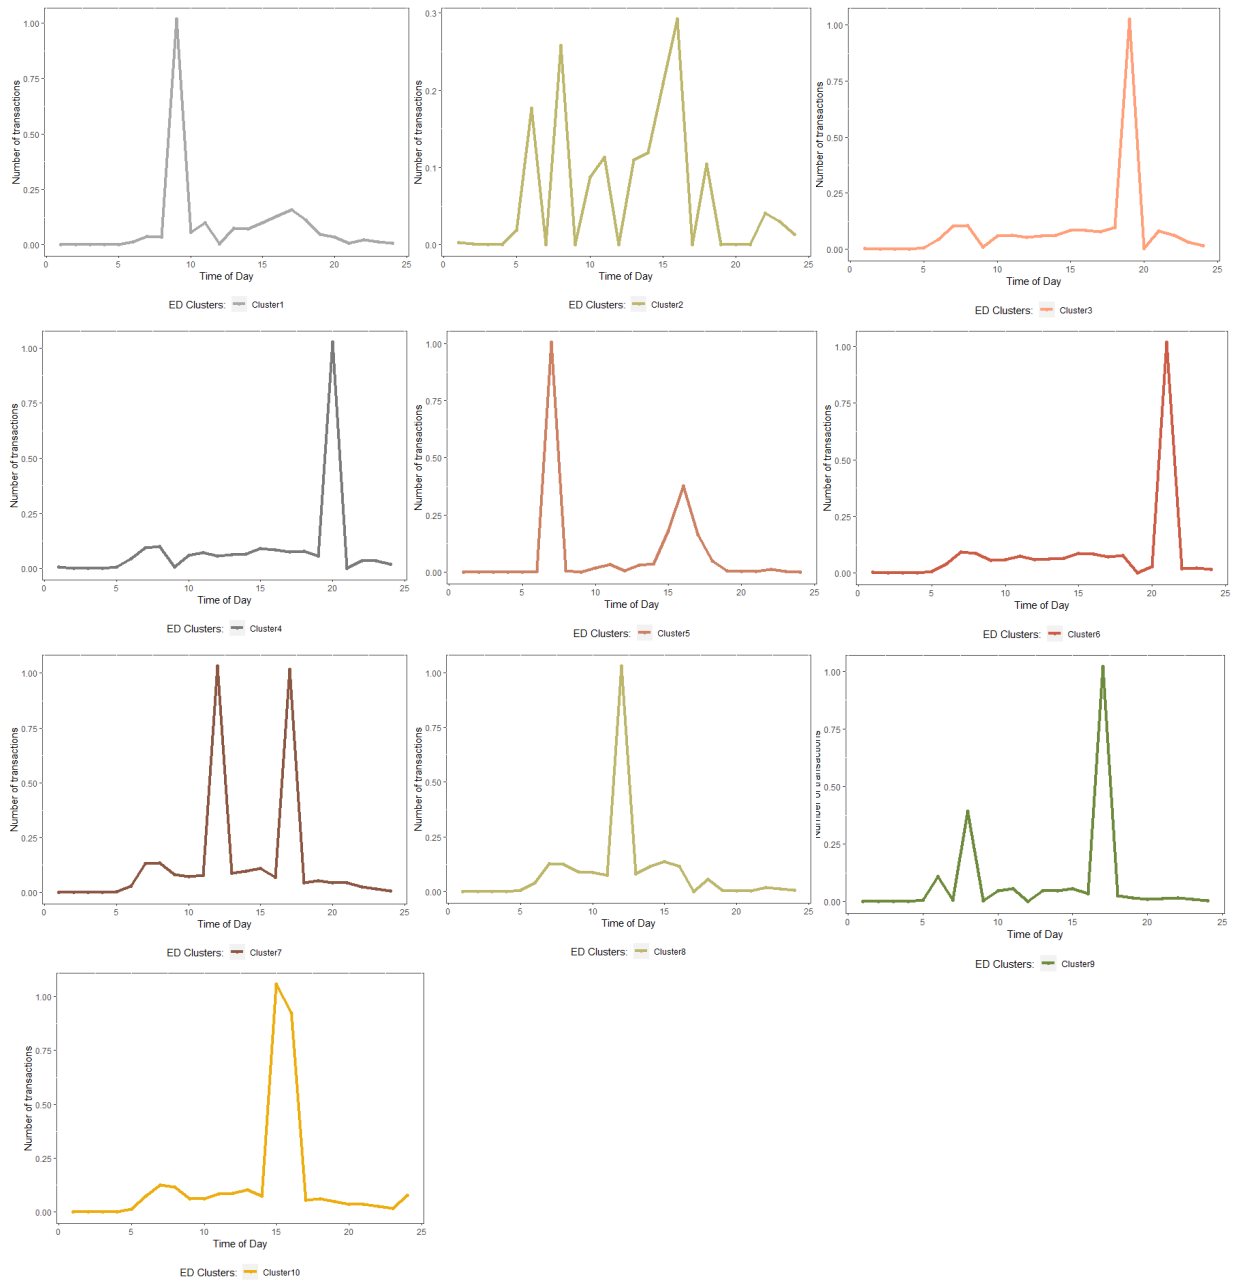 Number of transactions
1.00
0.75
0.50
0.25
0.00
0 5 10 15 20 25
Time of Day
ED Clusters: Cluster1
Number of transactions
0.3
0.2
0.1
0.0
0 5 10 15 20 25
Time of Day
ED Clusters: Cluster2
Number of transactions
1.00
0.75
0.50
0.25
0.00
0 5 10 15 20 25
Time of Day
ED Clusters: Cluster3
Number of transactions
1.00
0.75
0.50
0.25
0.00
0 5 10 15 20 25
Time of Day
ED Clusters: Cluster4
Number of transactions
1.00
0.75
0.50
0.25
0.00
0 5 10 15 20 25
Time of Day
ED Clusters: Cluster5
Number of transactions
1.00
0.75
0.50
0.25
0.00
0 5 10 15 20 25
Time of Day
ED Clusters: Cluster6
Number of transactions
1.00
0.75
0.50
0.25
0.00
0 5 10 15 20 25
Time of Day
ED Clusters: Cluster7
Number of transactions
1.00
0.75
0.50
0.25
0.00
0 5 10 15 20 25
Time of Day
ED Clusters: Cluster8
Number of transactions
1.00
0.75
0.50
0.25
0.00
0 5 10 15 20 25
Time of Day
ED Clusters: Cluster9
Number of transactions
1.00
0.75
0.50
0.25
0.00
0 5 10 15 20 25
Time of Day
ED Clusters: Cluster10